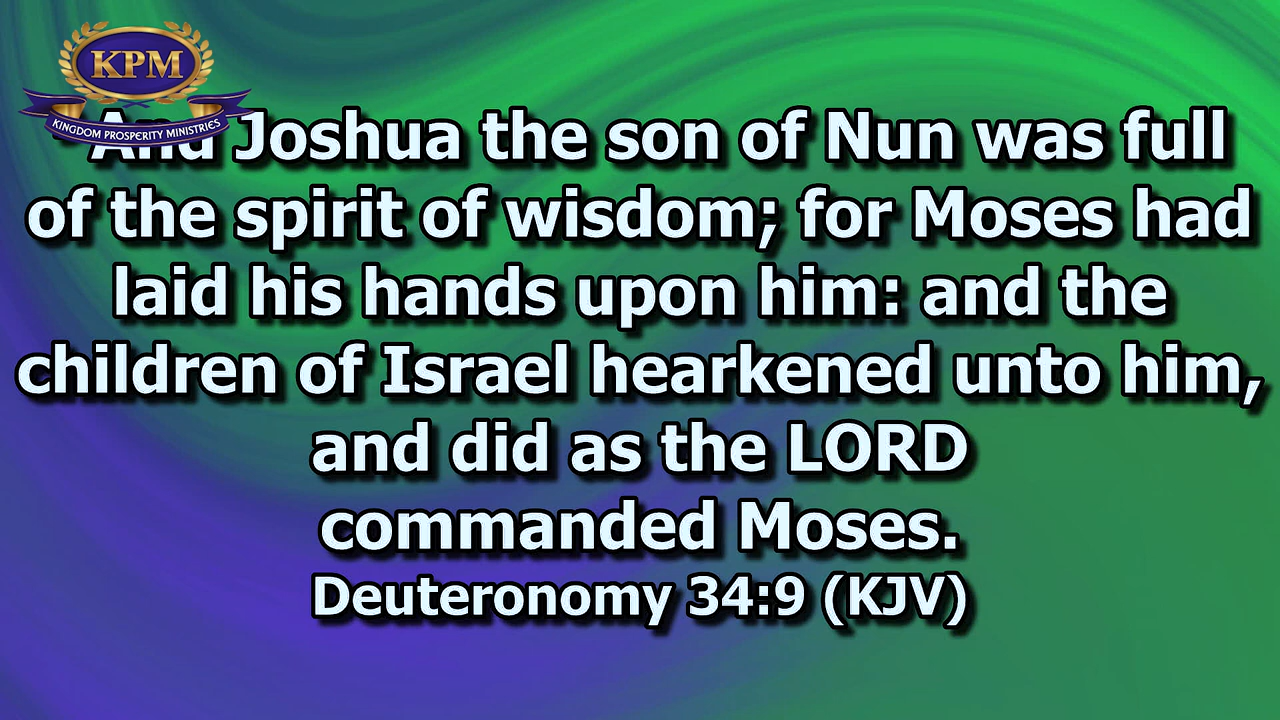 KPM
KINGDOM PROSPERITY MINISTRIES
And Joshua the son of Nun was full
of the spirit of wisdom; for Moses had
laid his hands upon him: and the
children of Israel hearkened unto him,
and did as the LORD
commanded Moses.
Deuteronomy 34:9 (KJV)